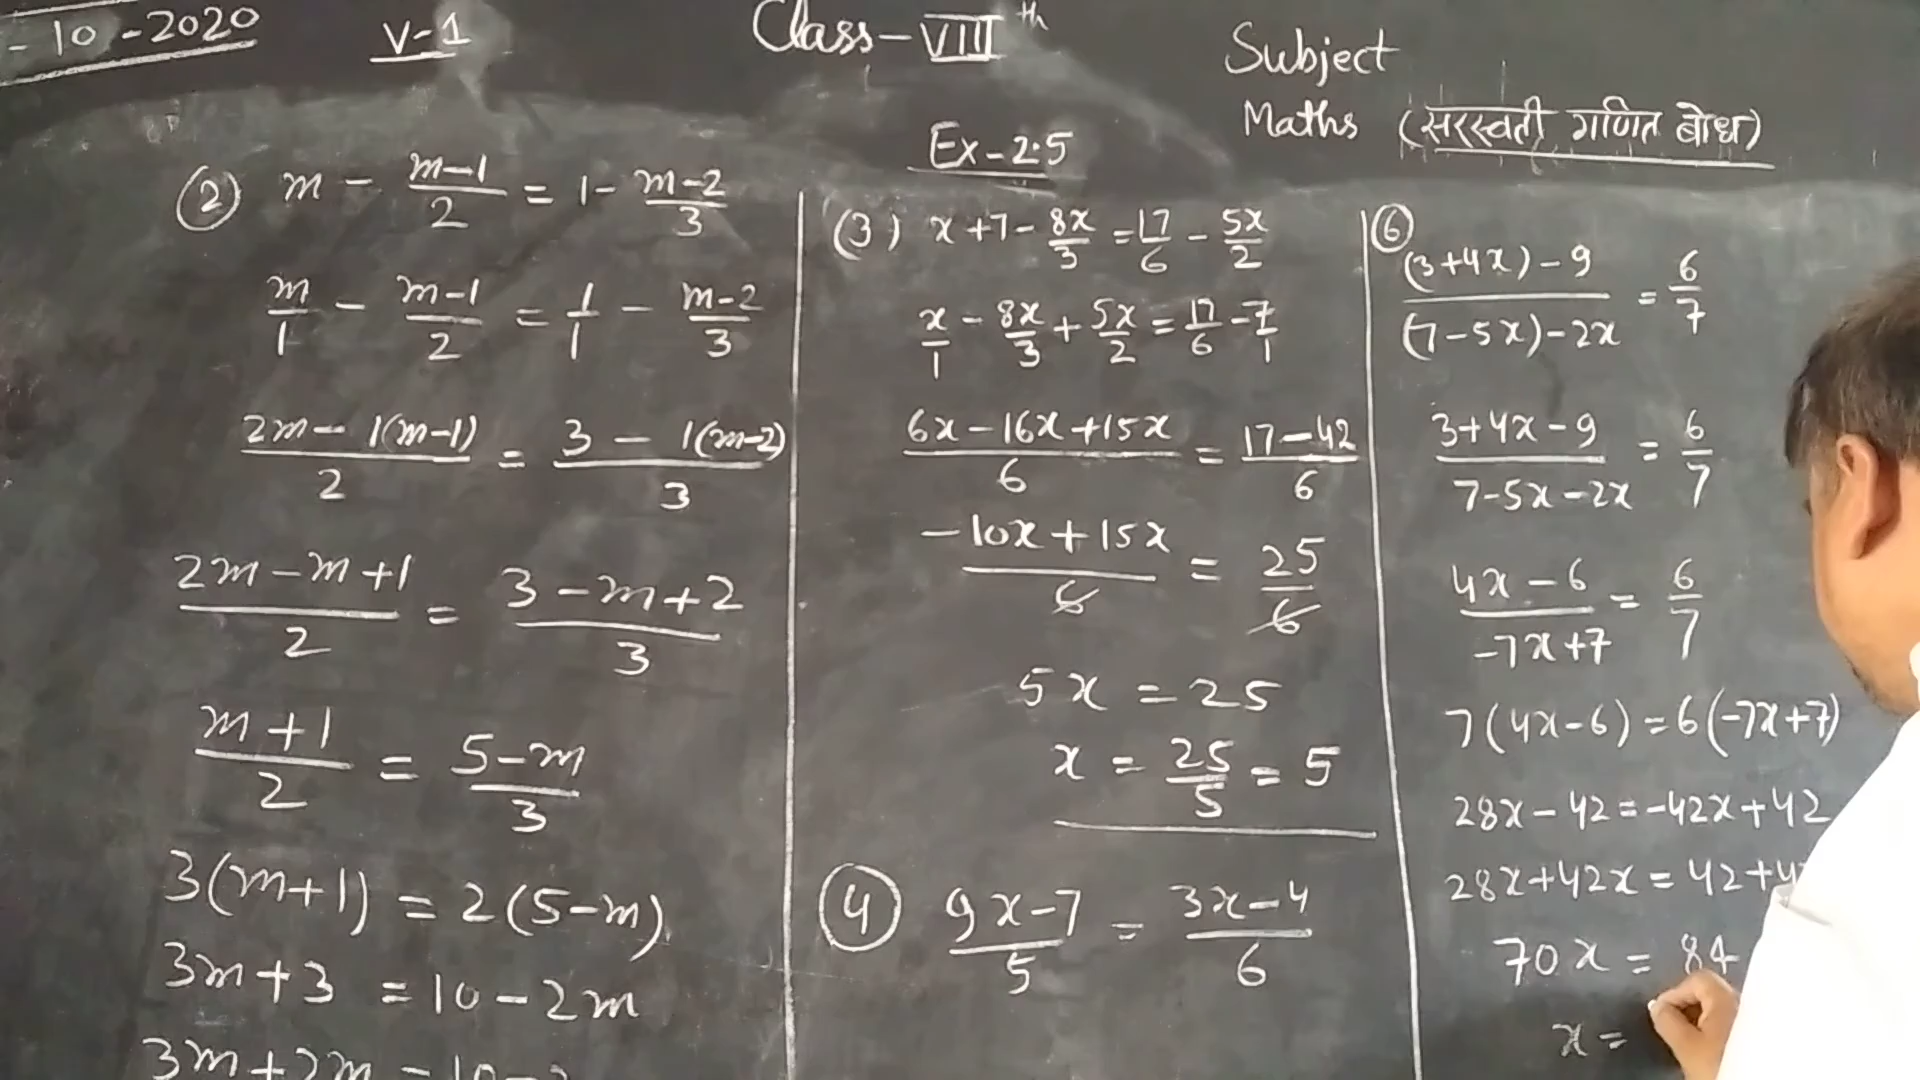 -10-2020
V-1
Class-VIIIth
Subject
Maths (सरस्वती गणित बोध)
Ex-2.5
(2) m - (m-1)/2 = 1 - (m-2)/3
m/1 - (m-1)/2 = 1/1 - (m-2)/3
(2m - 1(m-1))/2 = (3 - 1(m-2))/3
(2m-m+1)/2 = (3-m+2)/3
(m+1)/2 = (5-m)/3
3(m+1) = 2(5-m)
3m+3 = 10-2m
3m+2m = 10-3
(3) x+7 - 8x/3 = 17/6 - 5x/2
x/1 - 8x/3 + 5x/2 = 17/6 - 7/1
(6x-16x+15x)/6 = (17-42)/6
(-10x+15x)/6 = 25/6
5x = 25
x = 25/5 = 5
(4) (9x-7)/5 = (3x-4)/6
(6) ((3+4x)-9)/((7-5x)-2x) = 6/7
(3+4x-9)/(7-5x-2x) = 6/7
(4x-6)/(-7x+7) = 6/7
7(4x-6) = 6(-7x+7)
28x-42 = -42x+42
28x+42x = 42+4
70x = 84
x =